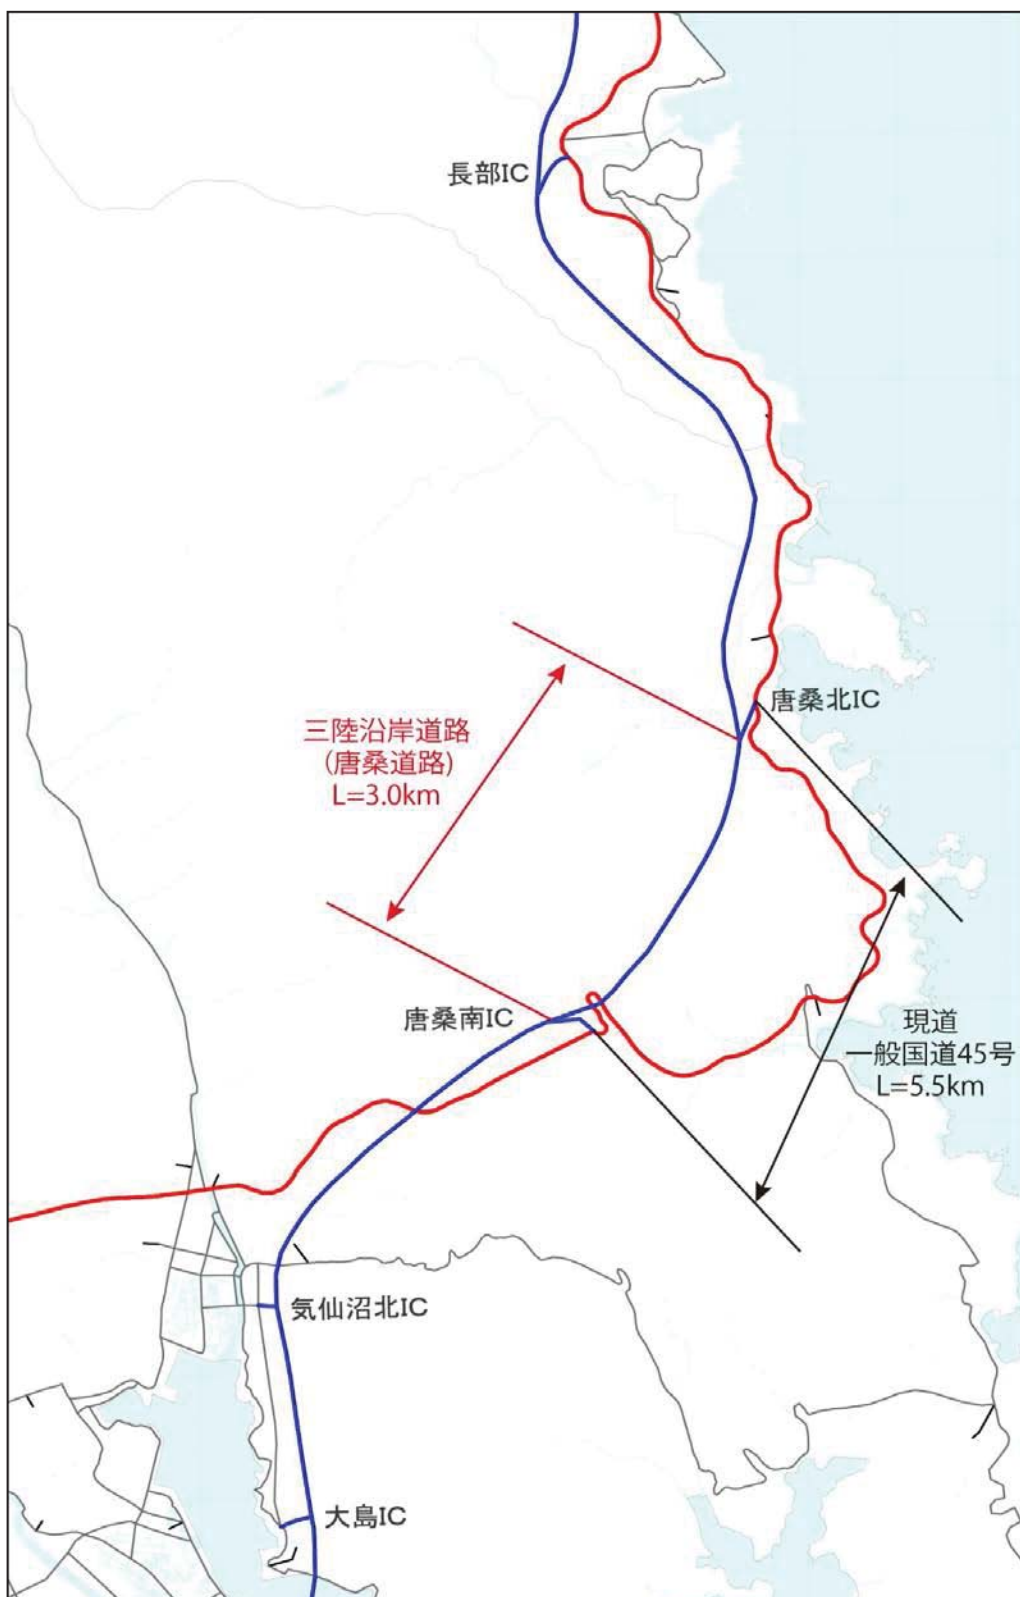 長部IC
唐桑北IC
三陸沿岸道路
(唐桑道路)
L=3.0km
唐桑南IC
現道
一般国道45号
L=5.5km
気仙沼北IC
大島IC